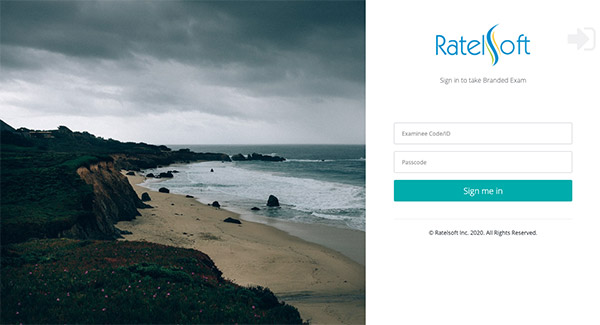 Ratelsoft
Sign in to take Branded Exam
Examinee Code/ID
Passcode
Sign me in
© Ratelsoft Inc. 2020. All Rights Reserved.